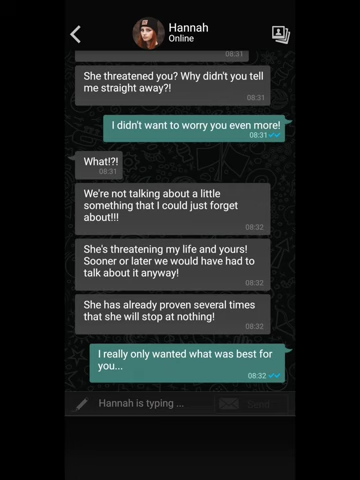 Hannah
Online
08:31
She threatened you? Why didn't you tell
me straight away?!
08:31
I didn't want to worry you even more!
08:31
What!?!
08:31
We're not talking about a little
something that I could just forget
about!!!
08:32
She's threatening my life and yours!
Sooner or later we would have had to
talk about it anyway!
08:32
She has already proven several times
that she will stop at nothing!
08:32
I really only wanted what was best for
you...
08:32
Hannah is typing ...
Send